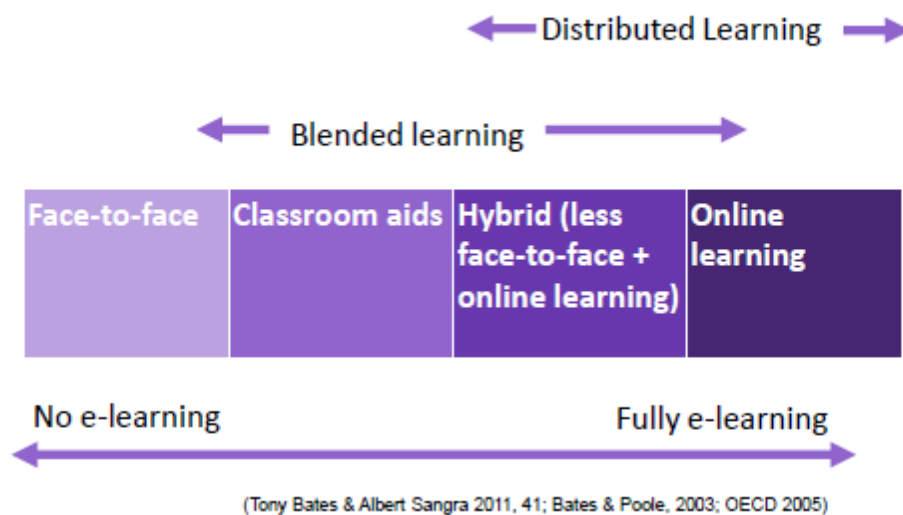 Distributed Learning
Blended learning
Face-to-face
Classroom aids
Hybrid (less
face-to-face +
online learning)
Online
learning
No e-learning
Fully e-learning
(Tony Bates & Albert Sangra 2011, 41; Bates & Poole, 2003; OECD 2005)